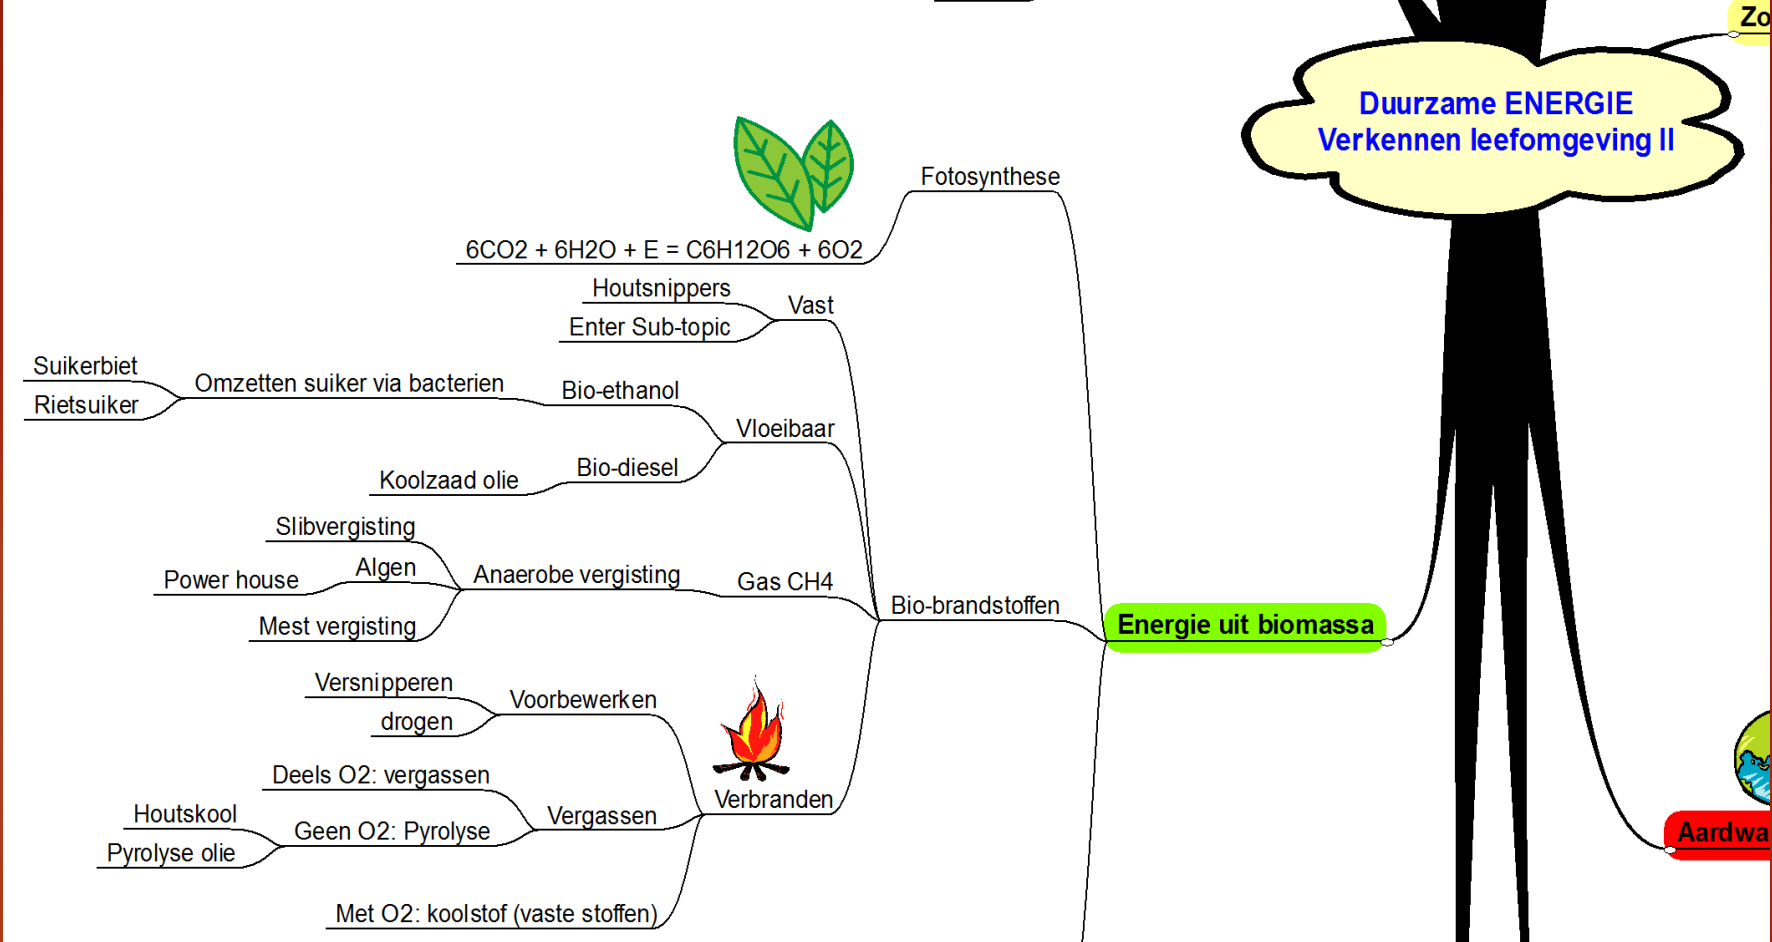 Zo
Duurzame ENERGIE
Verkennen leefomgeving II
Fotosynthese
6CO2 + 6H2O + E = C6H12O6 + 6O2
Houtsnippers
Vast
Enter Sub-topic
Suikerbiet
Omzetten suiker via bacterien
Bio-ethanol
Rietsuiker
Vloeibaar
Bio-diesel
Koolzaad olie
Slibvergisting
Algen
Power house
Anaerobe vergisting
Gas CH4
Mest vergisting
Bio-brandstoffen
Energie uit biomassa
Versnipperen
Voorbewerken
drogen
Deels O2: vergassen
Verbranden
Houtskool
Vergassen
Geen O2: Pyrolyse
Pyrolyse olie
Met O2: koolstof (vaste stoffen)
Aardwa